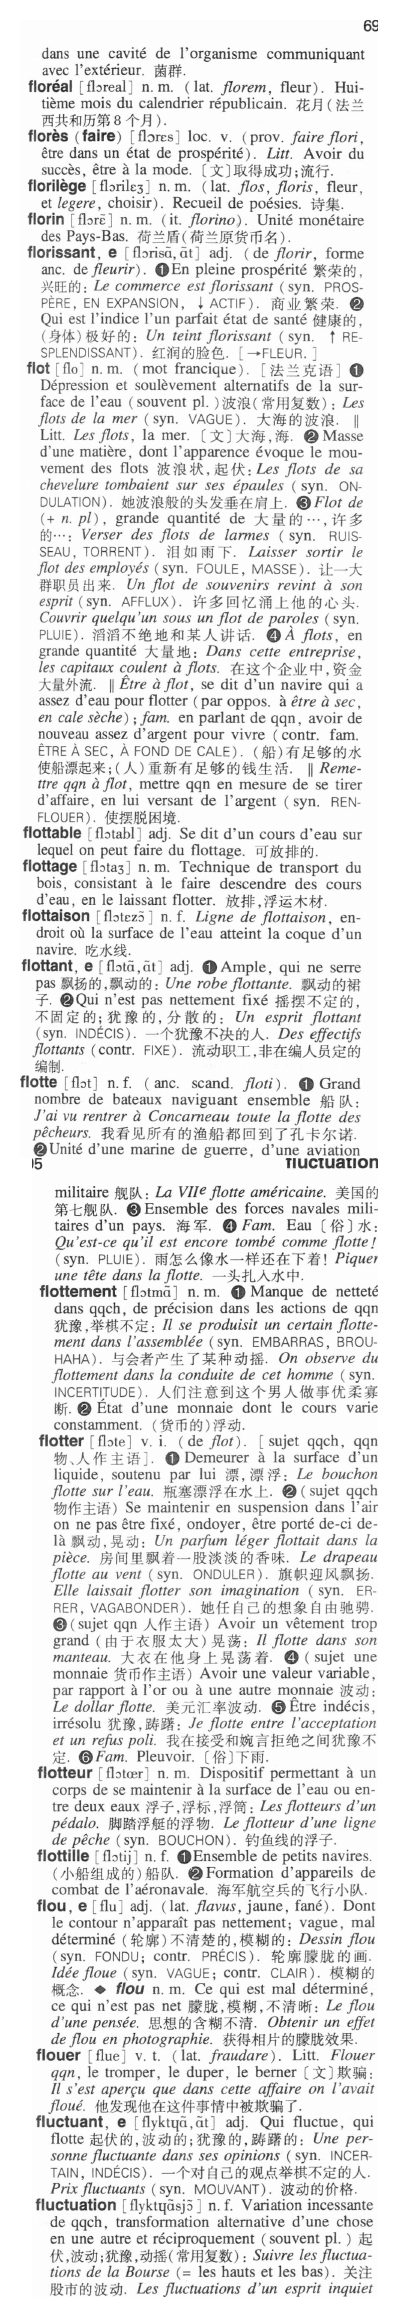 69
dans une cavité de l'organisme communiquant
avec l'extérieur. 菌群.
floréal [flɔreal] n. m. (lat. florem, fleur). Hui-
tième mois du calendrier républicain. 花月(法兰
西共和历第8个月).
florès (faire) [flɔrɛs] loc. v. (prov. faire flori,
être dans un état de prospérité). Litt. Avoir du
succès, être à la mode. [文]取得成功;流行.
florilège [flɔrilɛʒ] n. m. (lat. flos, floris, fleur,
et legere, choisir). Recueil de poésies. 诗集.
florin [flɔrɛ̃] n. m. (it. florino). Unité monétaire
des Pays-Bas. 荷兰盾(荷兰原货币名).
florissant, e [flɔrisɑ̃,ɑ̃t] adj. (de florir, forme
anc. de fleurir). ❶En pleine prospérité 繁荣的,
兴旺的: Le commerce est florissant (syn. PROS-
PÈRE, EN EXPANSION, ↓ACTIF). 商业繁荣. ❷
Qui est l'indice l'un parfait état de santé 健康的,
(身体)极好的: Un teint florissant (syn. ↑ RE-
SPLENDISSANT). 红润的脸色. [→FLEUR.]
flot [flo] n. m. (mot francique). [法兰克语] ❶
Dépression et soulèvement alternatifs de la sur-
face de l'eau (souvent pl.)波浪(常用复数): Les
flots de la mer (syn. VAGUE). 大海的波浪. ‖
Litt. Les flots, la mer. [文]大海,海. ❷Masse
d'une matière, dont l'apparence évoque le mou-
vement des flots 波浪状,起伏: Les flots de sa
chevelure tombaient sur ses épaules (syn. ON-
DULATION). 她波浪般的头发垂在肩上. ❸Flot de
(+ n. pl), grande quantité de 大量的…,许多
的…: Verser des flots de larmes (syn. RUIS-
SEAU, TORRENT). 泪如雨下. Laisser sortir le
flot des employés (syn. FOULE, MASSE). 让一大
群职员出来. Un flot de souvenirs revint à son
esprit (syn. AFFLUX). 许多回忆涌上他的心头.
Couvrir quelqu'un sous un flot de paroles (syn.
PLUIE). 滔滔不绝地和某人讲话. ❹À flots, en
grande quantité 大量地: Dans cette entreprise,
les capitaux coulent à flots. 在这个企业中,资金
大量外流. ‖Être à flot, se dit d'un navire qui a
assez d'eau pour flotter (par oppos. à être à sec,
en cale sèche); fam. en parlant de qqn, avoir de
nouveau assez d'argent pour vivre (contr. fam.
ÊTRE À SEC, À FOND DE CALE). (船)有足够的水
使船漂起来;(人)重新有足够的钱生活. ‖Reme-
ttre qqn à flot, mettre qqn en mesure de se tirer
d'affaire, en lui versant de l'argent (syn. REN-
FLOUER). 使摆脱困境.
flottable [flɔtabl] adj. Se dit d'un cours d'eau sur
lequel on peut faire du flottage. 可放排的.
flottage [flɔtaʒ] n. m. Technique de transport du
bois, consistant à le faire descendre des cours
d'eau, en le laissant flotter. 放排,浮运木材.
flottaison [flɔtezɔ̃] n. f. Ligne de flottaison, en-
droit où la surface de l'eau atteint la coque d'un
navire. 吃水线.
flottant, e [flɔtɑ̃,ɑ̃t] adj. ❶Ample, qui ne serre
pas 飘扬的,飘动的: Une robe flottante. 飘动的裙
子. ❷Qui n'est pas nettement fixé 摇摆不定的,
不固定的; 犹豫的,分散的: Un esprit flottant
(syn. INDÉCIS). 一个犹豫不决的人. Des effectifs
flottants (contr. FIXE). 流动职工,非在编人员定的
编制.
flotte [flɔt] n. f. (anc. scand. floti). ❶ Grand
nombre de bateaux naviguant ensemble 船队:
J'ai vu rentrer à Concarneau toute la flotte des
pêcheurs. 我看见所有的渔船都回到了孔卡尔诺.
❷Unité d'une marine de guerre, d'une aviation
95 fluctuation
militaire 舰队: La VIIe flotte américaine. 美国的
第七舰队. ❸Ensemble des forces navales mili-
taires d'un pays. 海军. ❹ Fam. Eau [俗]水:
Qu'est-ce qu'il est encore tombé comme flotte!
(syn. PLUIE). 雨怎么像水一样还在下着! Piquer
une tête dans la flotte. 一头扎入水中.
flottement [flɔtmɑ̃] n. m. ❶Manque de netteté
dans qqch, de précision dans les actions de qqn
犹豫,举棋不定: Il se produisit un certain flotte-
ment dans l'assemblée (syn. EMBARRAS, BROU-
HAHA). 与会者产生了某种动摇. On observe du
flottement dans la conduite de cet homme (syn.
INCERTITUDE). 人们注意到这个男人做事优柔寡
断. ❷ État d'une monnaie dont le cours varie
constamment. (货币的)浮动.
flotter [flɔte] v. i. (de flot). [sujet qqch, qqn
物、人作主语]. ❶Demeurer à la surface d'un
liquide, soutenu par lui 漂,漂浮: Le bouchon
flotte sur l'eau. 瓶塞漂浮在水上. ❷(sujet qqch
物作主语) Se maintenir en suspension dans l'air
on ne pas être fixé, ondoyer, être porté de-ci de-
là 飘动,晃动: Un parfum léger flottait dans la
pièce. 房间里飘着一股淡淡的香味. Le drapeau
flotte au vent (syn. ONDULER). 旗帜迎风飘扬.
Elle laissait flotter son imagination (syn. ER-
RER, VAGABONDER). 她任自己的想象自由驰骋.
❸(sujet qqn 人作主语) Avoir un vêtement trop
grand (由于衣服太大)晃荡: Il flotte dans son
manteau. 大衣在他身上晃荡着. ❹ (sujet une
monnaie 货币作主语) Avoir une valeur variable,
par rapport à l'or ou à une autre monnaie 波动:
Le dollar flotte. 美元汇率波动. ❺Être indécis,
irrésolu 犹豫,踌躇: Je flotte entre l'acceptation
et un refus poli. 我在接受和婉言拒绝之间犹豫不
定. ❻Fam. Pleuvoir. [俗]下雨.
flotteur [flɔtœr] n. m. Dispositif permettant à un
corps de se maintenir à la surface de l'eau ou en-
tre deux eaux 浮子,浮标,浮筒: Les flotteurs d'un
pédalo. 脚踏浮艇的浮物. Le flotteur d'une ligne
de pêche (syn. BOUCHON). 钓鱼线的浮子.
flottille [flɔtij] n. f. ❶Ensemble de petits navires.
(小船组成的)船队. ❷Formation d'appareils de
combat de l'aéronavale. 海军航空兵的飞行小队.
flou, e [flu] adj. (lat. flavus, jaune, fané). Dont
le contour n'apparaît pas nettement; vague, mal
déterminé (轮廓)不清楚的,模糊的: Dessin flou
(syn. FONDU; contr. PRÉCIS). 轮廓朦胧的画.
Idée floue (syn. VAGUE; contr. CLAIR). 模糊的
概念. ◆ flou n. m. Ce qui est mal déterminé,
ce qui n'est pas net 朦胧,模糊,不清晰: Le flou
d'une pensée. 思想的含糊不清. Obtenir un effet
de flou en photographie. 获得相片的朦胧效果.
flouer [flue] v. t. (lat. fraudare). Litt. Flouer
qqn, le tromper, le duper, le berner [文]欺骗:
Il s'est aperçu que dans cette affaire on l'avait
floué. 他发现他在这件事情中被欺骗了.
fluctuant, e [flyktɥɑ̃,ɑ̃t] adj. Qui fluctue, qui
flotte 起伏的,波动的;犹豫的,踌躇的: Une per-
sonne fluctuante dans ses opinions (syn. INCER-
TAIN, INDÉCIS). 一个对自己的观点举棋不定的人.
Prix fluctuants (syn. MOUVANT). 波动的价格.
fluctuation [flyktɥasjɔ̃] n. f. Variation incessante
de qqch, transformation alternative d'une chose
en une autre et réciproquement (souvent pl.) 起
伏,波动;犹豫,动摇(常用复数): Suivre les fluctua-
tions de la Bourse (= les hauts et les bas). 关注
股市的波动. Les fluctuations d'un esprit inquiet